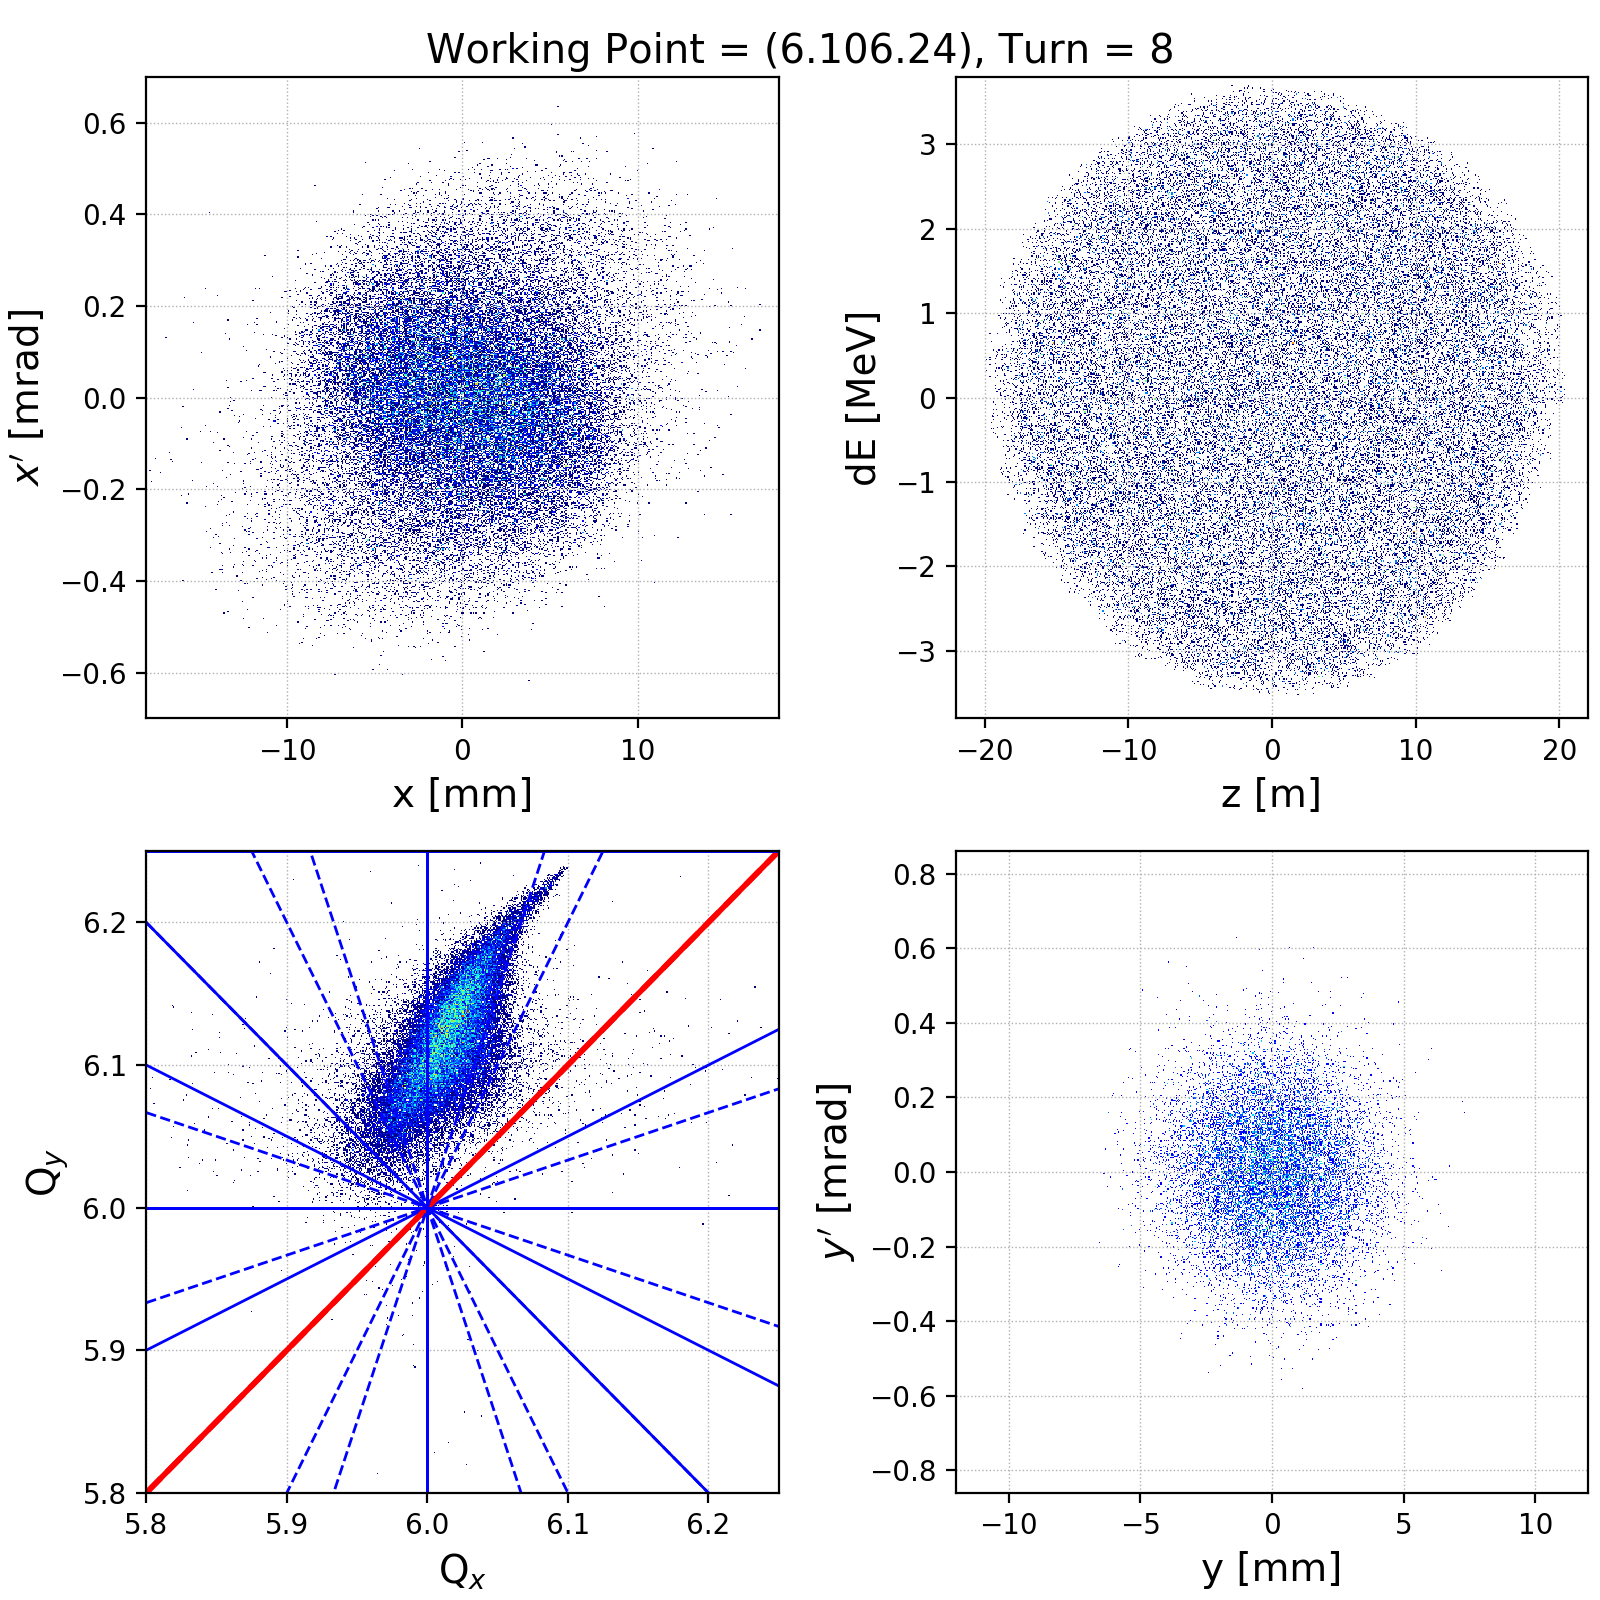 Working Point = (6.106.24), Turn = 8
0.6
0.4
0.2
0.0
−0.2
−0.4
−0.6
x′ [mrad]
−10 0 10
x [mm]
3
2
1
0
−1
−2
−3
dE [MeV]
−20 −10 0 10 20
z [m]
6.2
6.1
6.0
5.9
5.8
Qy
5.8 5.9 6.0 6.1 6.2
Qx
0.8
0.6
0.4
0.2
0.0
−0.2
−0.4
−0.6
−0.8
y′ [mrad]
−10 −5 0 5 10
y [mm]